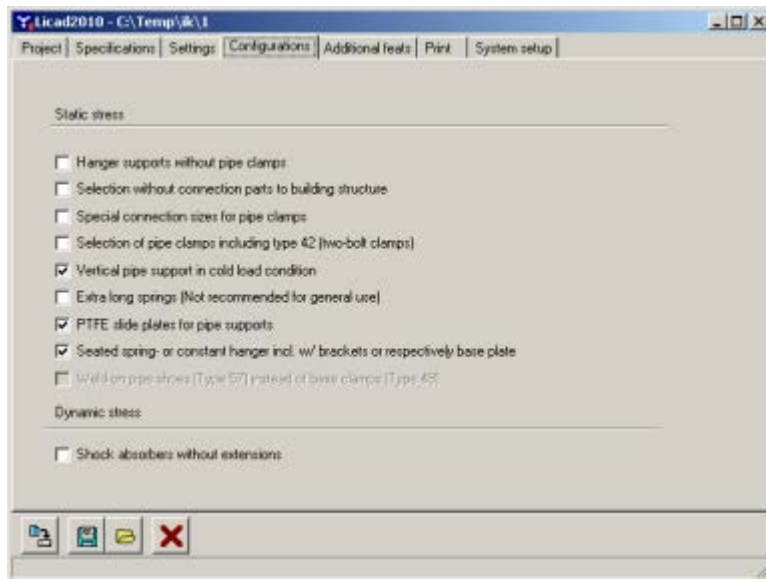 Licad2010 - C:\Temp\ik\1
Project Specifications Settings Configurations Additional feats Print System setup
Static stress
Hanger supports without pipe clamps
Selection without connection parts to building structure
Special connection sizes for pipe clamps
Selection of pipe clamps including type 42 (two-bolt clamps)
Vertical pipe support in cold load condition
Extra long springs (Not recommended for general use)
PTFE slide plates for pipe supports
Seated spring- or constant hanger incl. w/ brackets or respectively base plate
Weld-on pipe shoes (Type 57) instead of base clamps (Type 49)
Dynamic stress
Shock absorbers without extensions